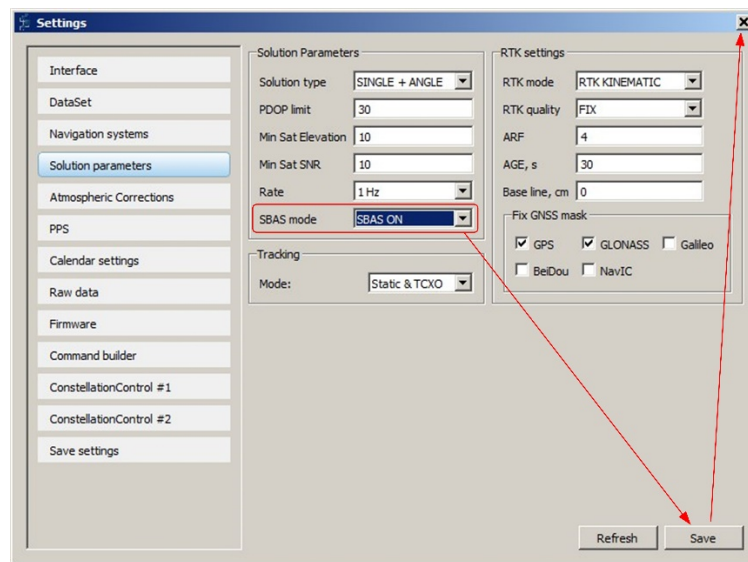 Settings
Interface
DataSet
Navigation systems
Solution parameters
Atmospheric Corrections
PPS
Calendar settings
Raw data
Firmware
Command builder
ConstellationControl #1
ConstellationControl #2
Save settings
Solution Parameters
Solution type SINGLE + ANGLE
PDOP limit 30
Min Sat Elevation 10
Min Sat SNR 10
Rate 1 Hz
SBAS mode SBAS ON
Tracking
Mode: Static & TCXO
RTK settings
RTK mode RTK KINEMATIC
RTK quality FIX
ARF 4
AGE, s 30
Base line, cm 0
Fix GNSS mask
GPS GLONASS Galileo
BeiDou NavIC
Refresh Save